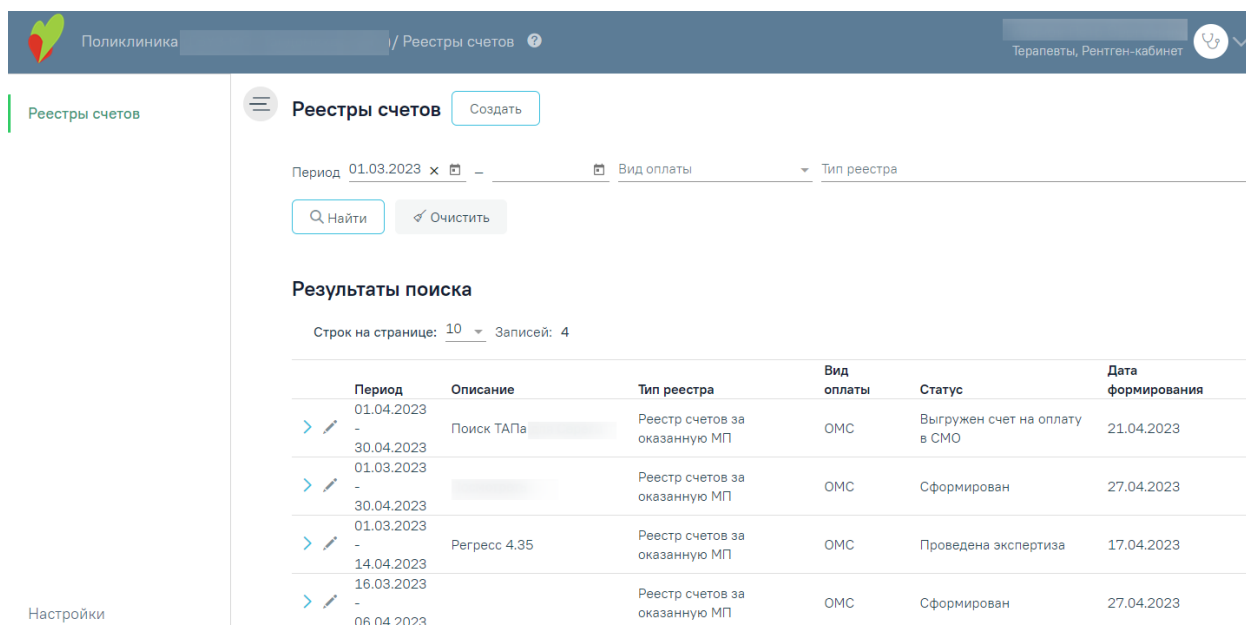 Поликлиника )/ Реестры счетов ?
Терапевты, Рентген-кабинет
Реестры счетов
Реестры счетов Создать
Период 01.03.2023 × – Вид оплаты Тип реестра
Найти Очистить
Результаты поиска
Строк на странице: 10 Записей: 4
Период Описание Тип реестра Вид оплаты Статус Дата формирования
01.04.2023 - 30.04.2023 Поиск ТАПа Реестр счетов за оказанную МП ОМС Выгружен счет на оплату в СМО 21.04.2023
01.03.2023 - 30.04.2023 Реестр счетов за оказанную МП ОМС Сформирован 27.04.2023
01.03.2023 - 14.04.2023 Регресс 4.35 Реестр счетов за оказанную МП ОМС Проведена экспертиза 17.04.2023
16.03.2023 - 06.04.2023 Реестр счетов за оказанную МП ОМС Сформирован 27.04.2023
Настройки